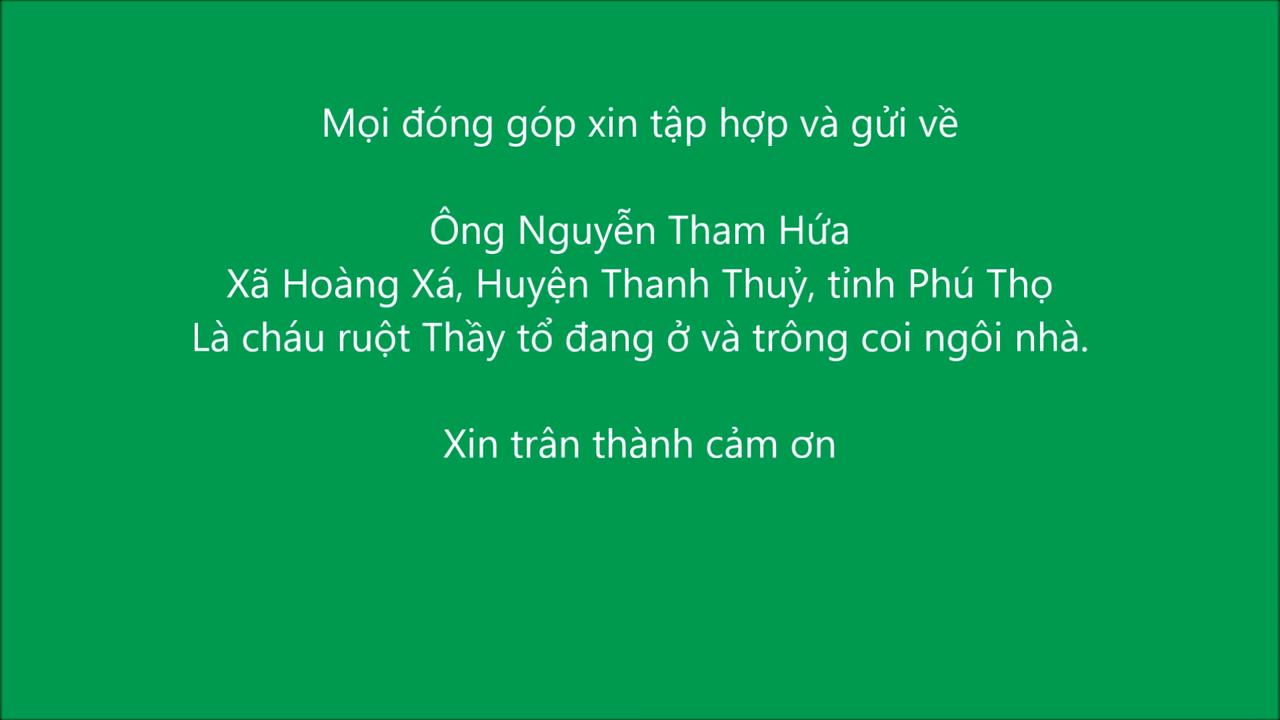 Mọi đóng góp xin tập hợp và gửi về
Ông Nguyễn Tham Hứa
Xã Hoàng Xá, Huyện Thanh Thuỷ, tỉnh Phú Thọ
Là cháu ruột Thầy tổ đang ở và trông coi ngôi nhà.
Xin trân thành cảm ơn